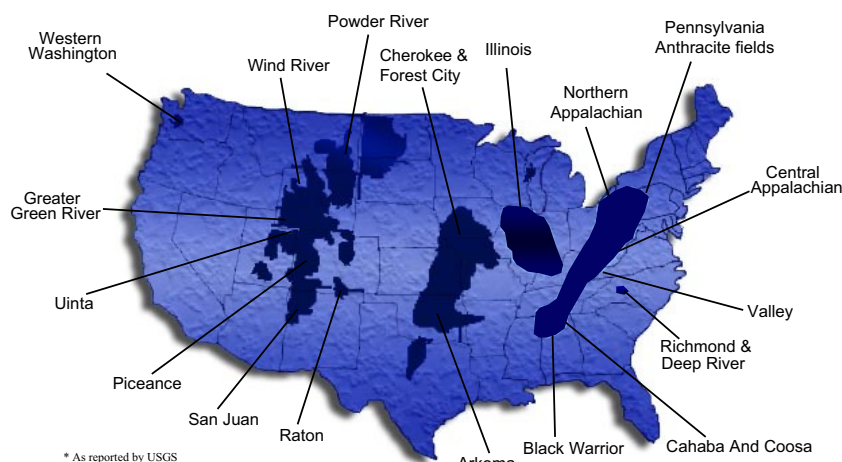 Powder River
Western
Washington
Wind River
Cherokee &
Forest City
Illinois
Pennsylvania
Anthracite fields
Northern
Appalachian
Central
Appalachian
Greater
Green River
Uinta
Valley
Richmond &
Deep River
Piceance
San Juan
Raton
Arkoma
Black Warrior
Cahaba And Coosa
* As reported by USGS